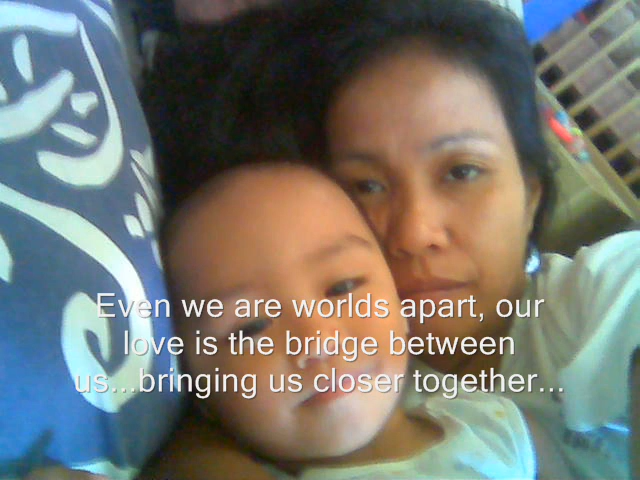 Even we are worlds apart, our
love is the bridge between
us...bringing us closer together...